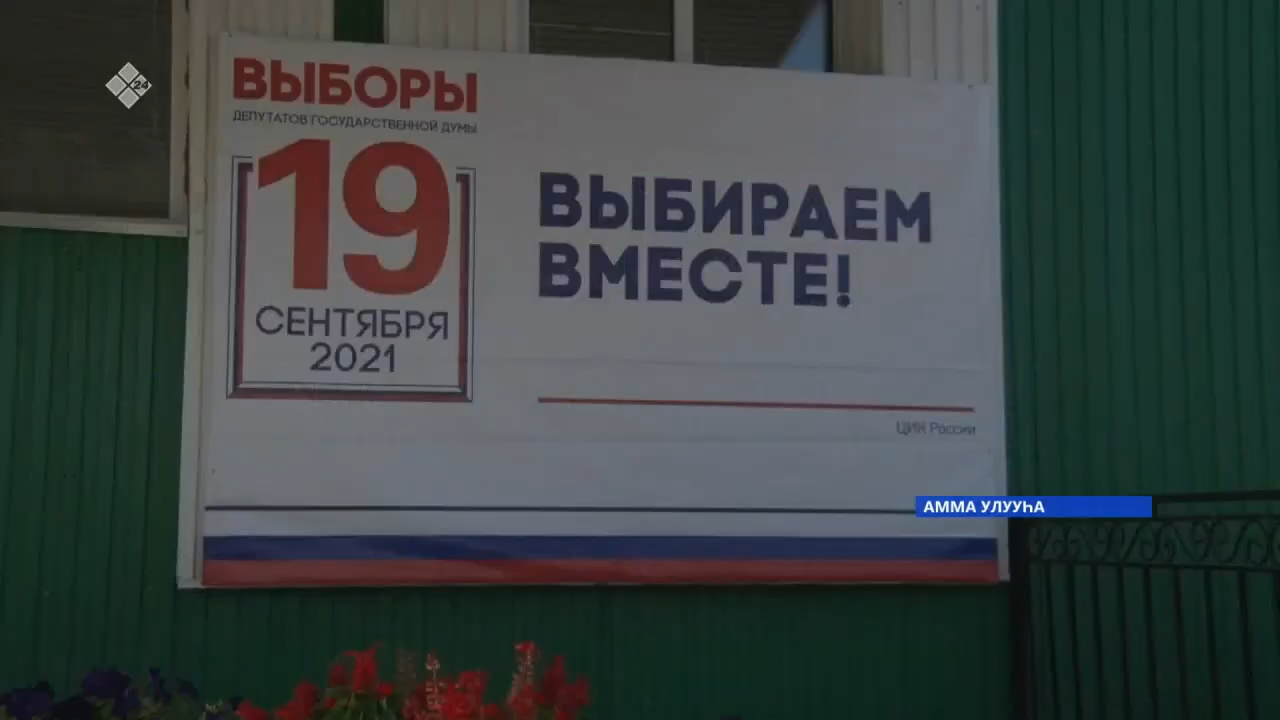 24
ВЫБОРЫ
ДЕПУТАТОВ ГОСУДАРСТВЕННОЙ ДУМЫ
19
СЕНТЯБРЯ
2021
ВЫБИРАЕМ
ВМЕСТЕ!
ЦИК России
АММА УЛУУҺА